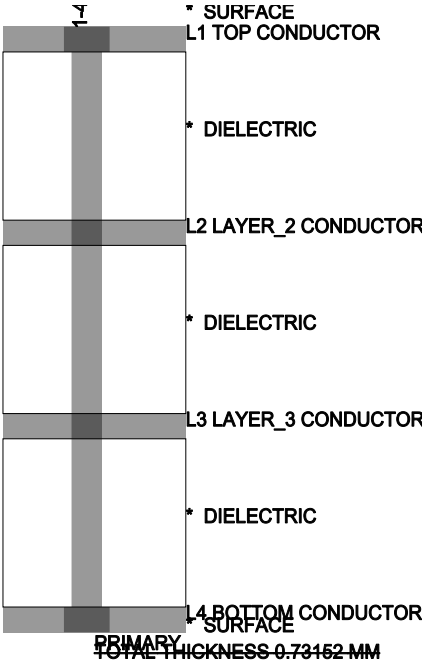 1-4
* SURFACE
L1 TOP CONDUCTOR
* DIELECTRIC
L2 LAYER_2 CONDUCTOR
* DIELECTRIC
L3 LAYER_3 CONDUCTOR
* DIELECTRIC
L4 BOTTOM CONDUCTOR
* SURFACE
PRIMARY
TOTAL THICKNESS 0.73152 MM